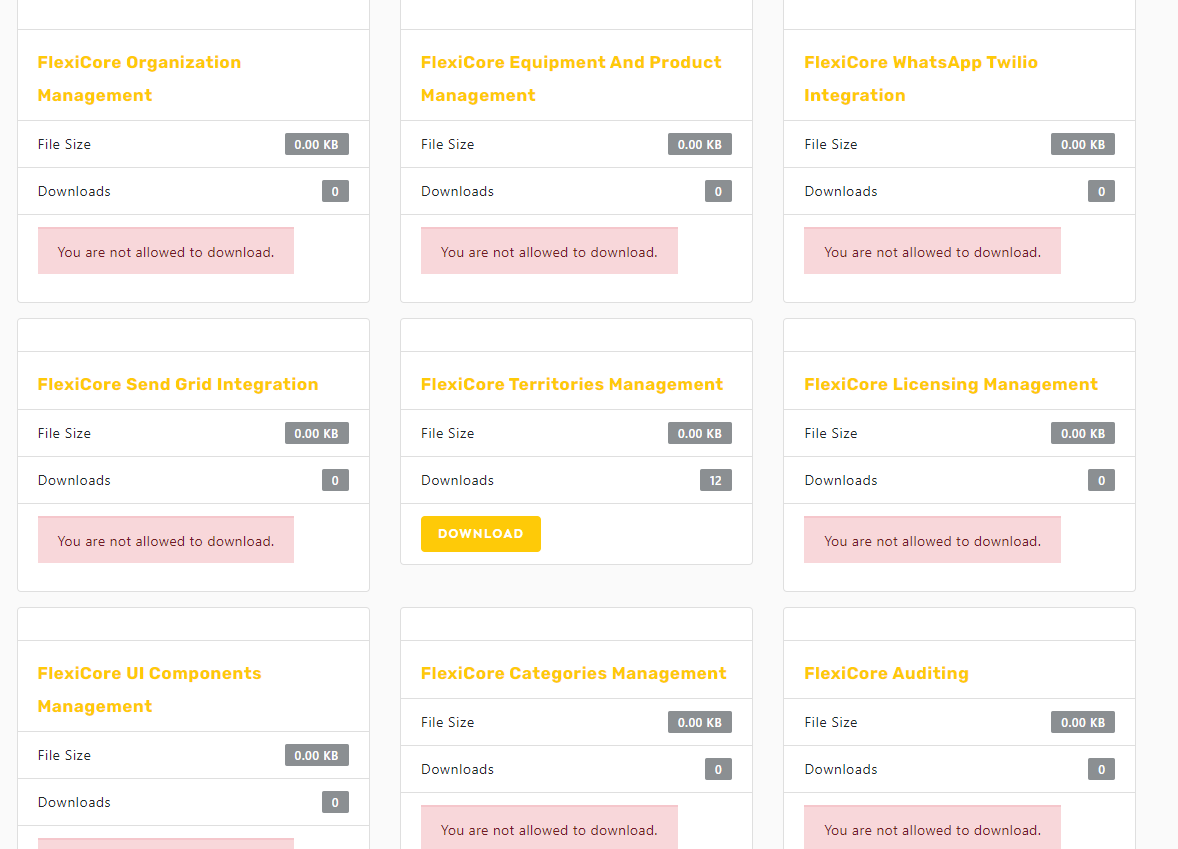 FlexiCore Organization
Management
File Size 0.00 KB
Downloads 0
You are not allowed to download.
FlexiCore Equipment And Product
Management
File Size 0.00 KB
Downloads 0
You are not allowed to download.
FlexiCore WhatsApp Twilio
Integration
File Size 0.00 KB
Downloads 0
You are not allowed to download.
FlexiCore Send Grid Integration
File Size 0.00 KB
Downloads 0
You are not allowed to download.
FlexiCore Territories Management
File Size 0.00 KB
Downloads 12
DOWNLOAD
FlexiCore Licensing Management
File Size 0.00 KB
Downloads 0
You are not allowed to download.
FlexiCore UI Components
Management
File Size 0.00 KB
Downloads 0
FlexiCore Categories Management
File Size 0.00 KB
Downloads 0
You are not allowed to download.
FlexiCore Auditing
File Size 0.00 KB
Downloads 0
You are not allowed to download.